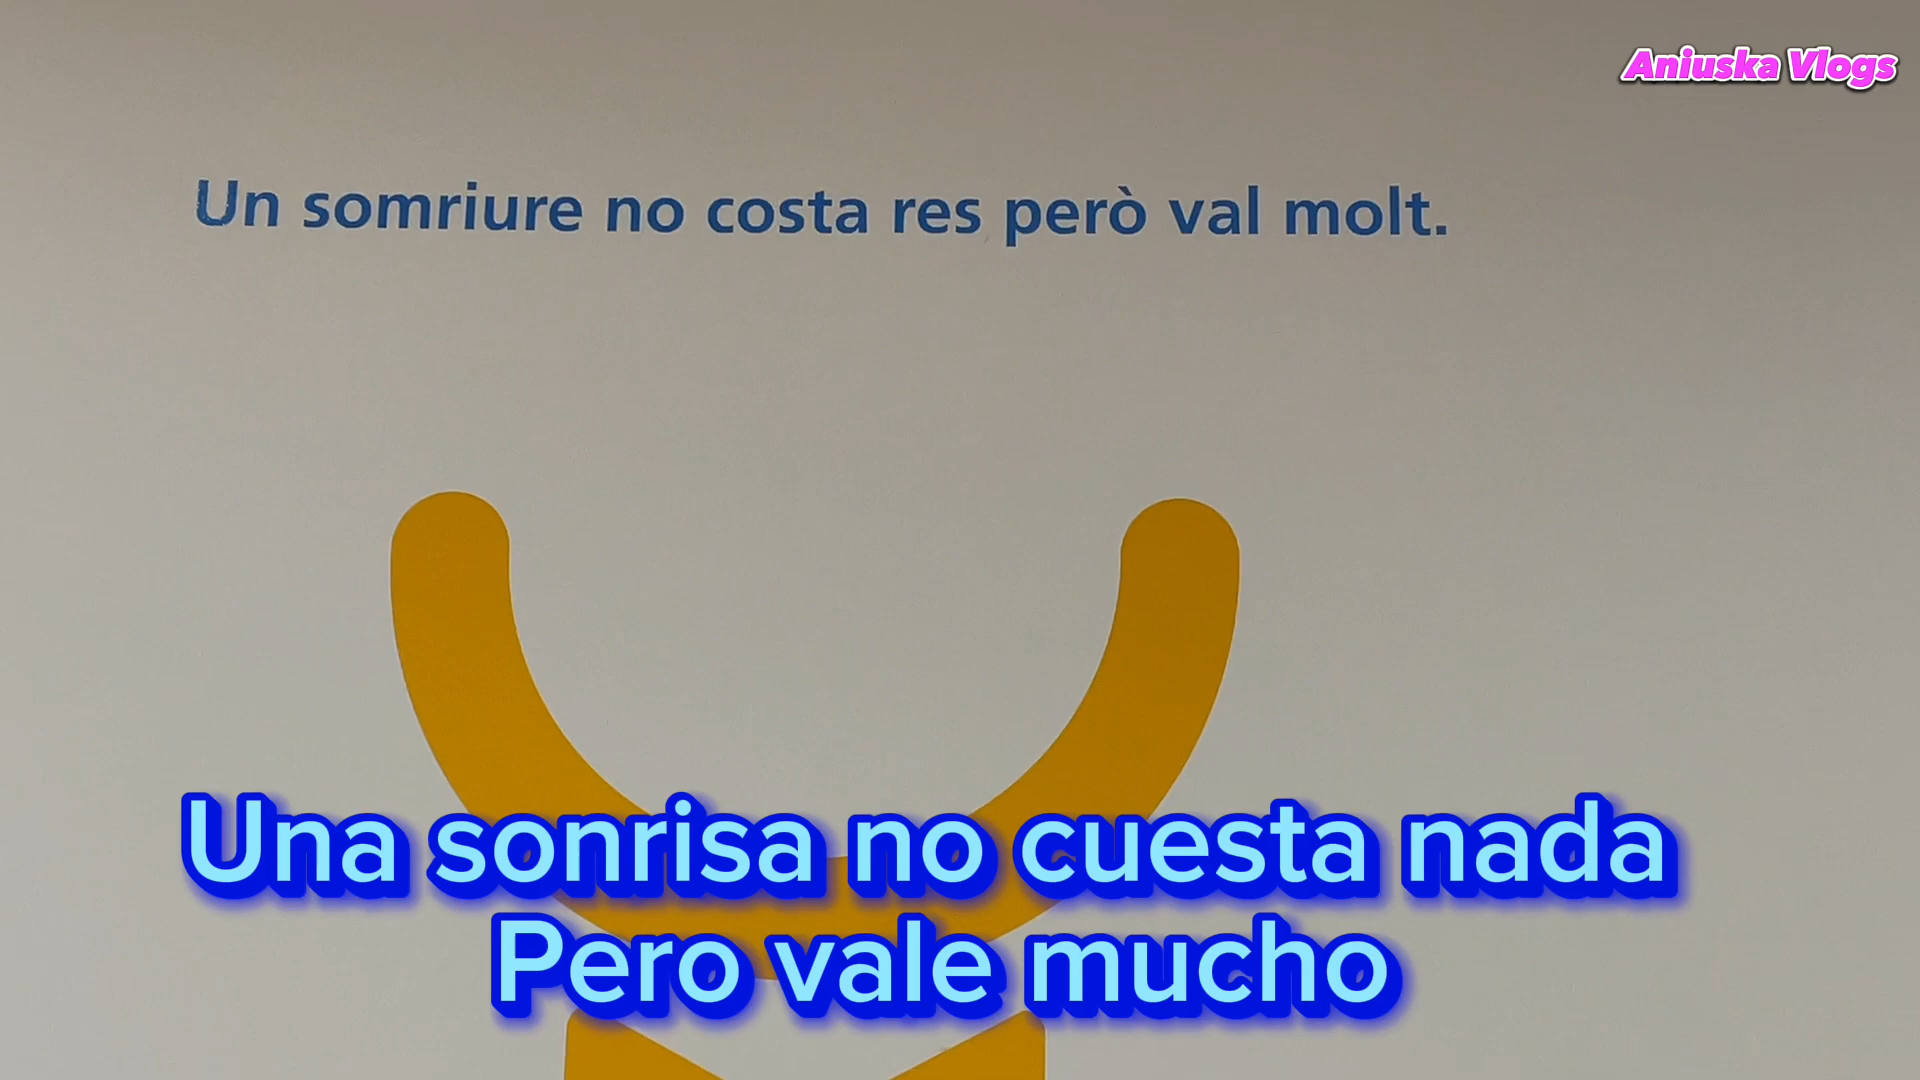 Aniuska Vlogs
Un somriure no costa res però val molt.
Una sonrisa no cuesta nada
Pero vale mucho